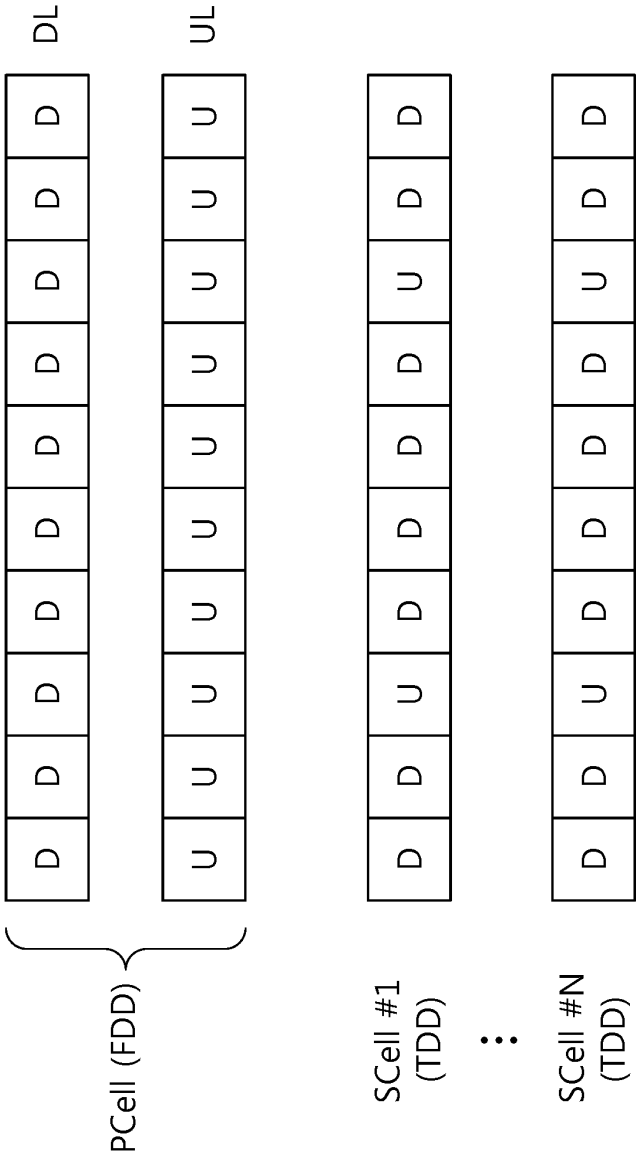 PCell (FDD)
D D D D D D D D D D DL
U U U U U U U U U U UL
SCell #1
(TDD)
D D U D D D D U D D
...
SCell #N
(TDD)
D D U D D D D U D D